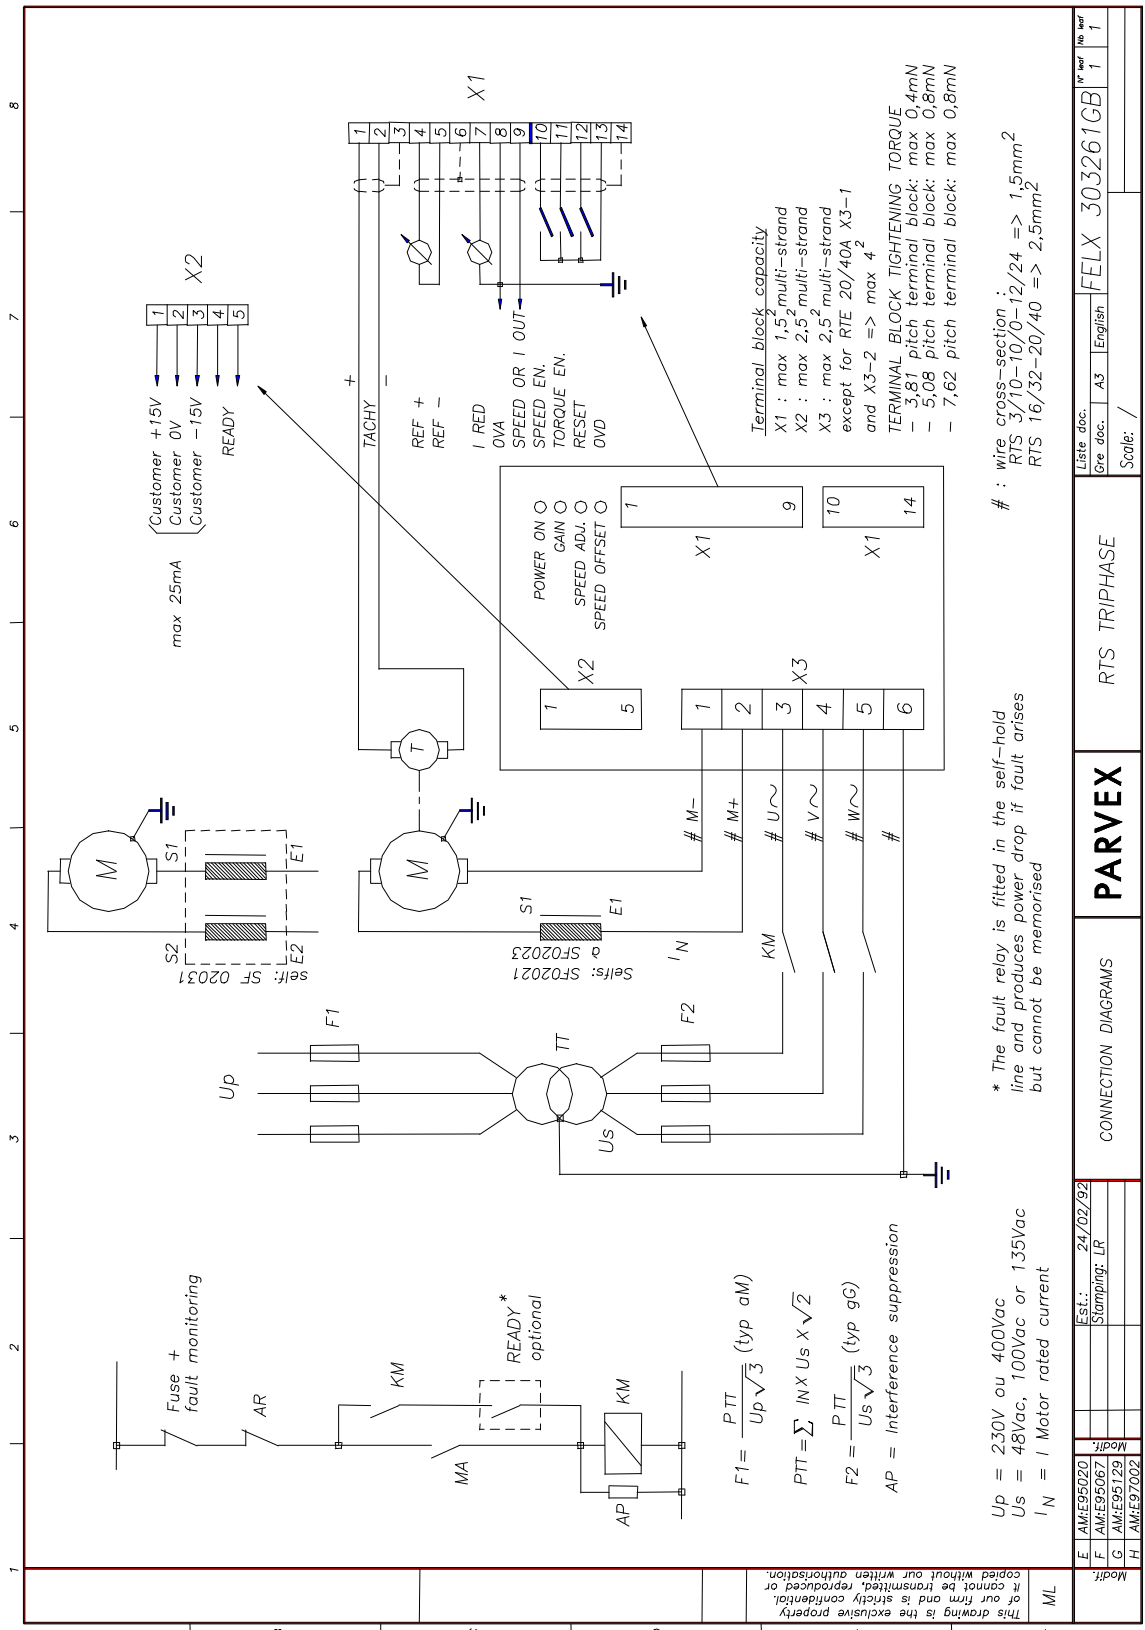 1
2
3
4
5
6
7
8
Fuse +
fault monitoring
AR
KM
MA
READY *
optional
KM
AP
F1 = PTT / Up √3 (typ aM)
PTT = ∑ IN X Us X √2
F2 = PTT / Us √3 (typ gG)
AP = Interference suppression
Up = 230V ou 400Vac
Us = 48Vac, 100Vac or 135Vac
IN = I Motor rated current
Up
F1
TT
Us
F2
M
S1
S2
E1
E2
self: SF 02031
M
S1
E1
Selfs: SF02021
à SF02023
IN
KM
T
# M-
# M+
# U~
# V~
# W~
#
X3
1
2
3
4
5
6
X2
1
5
POWER ON
GAIN
SPEED ADJ.
SPEED OFFSET
X1
1
9
X1
10
14
max 25mA
Customer +15V
Customer 0V
Customer -15V
READY
X2
1
2
3
4
5
+
-
TACHY
REF +
REF -
I RED
0VA
SPEED OR I OUT
SPEED EN.
TORQUE EN.
RESET
0VD
X1
1
2
3
4
5
6
7
8
9
10
11
12
13
14
Terminal block capacity
X1 : max 1,5² multi-strand
X2 : max 2,5² multi-strand
X3 : max 2,5² multi-strand
except for RTE 20/40A X3-1
and X3-2 => max 4²
TERMINAL BLOCK TIGHTENING TORQUE
- 3,81 pitch terminal block: max 0,4mN
- 5,08 pitch terminal block: max 0,8mN
- 7,62 pitch terminal block: max 0,8mN
# : wire cross-section :
RTS 3/10-10/0-12/24 => 1,5mm²
RTS 16/32-20/40 => 2,5mm²
* The fault relay is fitted in the self-hold
line and produces power drop if fault arises
but cannot be memorised
This drawing is the exclusive property
of our firm and is strictly confidential.
It cannot be transmitted, reproduced or
copied without our written authorisation.
ML
Modif.
E AM:E95020
F AM:E95067
G AM:E95129
H AM:E97002
Modif.
Est.: 24/02/92
Stamping: LR
CONNECTION DIAGRAMS
PARVEX
RTS TRIPHASE
Liste doc.
Gre doc. A3 English
Scale: /
FELX 303261GB
N° leaf
1
Nb leaf
1